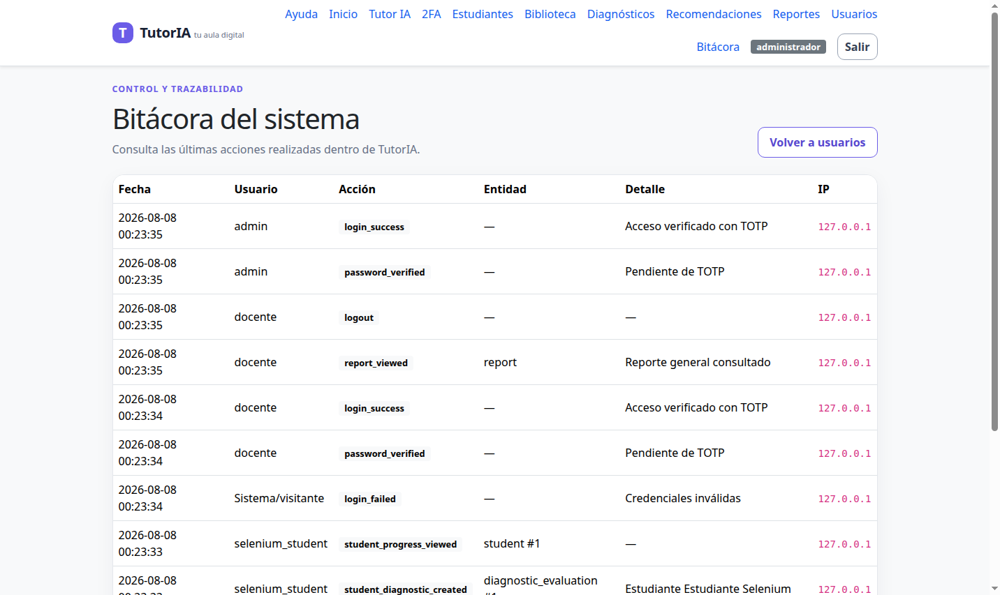 Ayuda Inicio Tutor IA 2FA Estudiantes Biblioteca Diagnósticos Recomendaciones Reportes Usuarios
T TutorIA tu aula digital
Bitácora administrador Salir
CONTROL Y TRAZABILIDAD
Bitácora del sistema
Consulta las últimas acciones realizadas dentro de TutorIA.
Volver a usuarios
Fecha Usuario Acción Entidad Detalle IP
2026-08-08
00:23:35 admin login_success — Acceso verificado con TOTP 127.0.0.1
2026-08-08
00:23:35 admin password_verified — Pendiente de TOTP 127.0.0.1
2026-08-08
00:23:35 docente logout — — 127.0.0.1
2026-08-08
00:23:35 docente report_viewed report Reporte general consultado 127.0.0.1
2026-08-08
00:23:34 docente login_success — Acceso verificado con TOTP 127.0.0.1
2026-08-08
00:23:34 docente password_verified — Pendiente de TOTP 127.0.0.1
2026-08-08
00:23:34 Sistema/visitante login_failed — Credenciales inválidas 127.0.0.1
2026-08-08
00:23:33 selenium_student student_progress_viewed student #1 — 127.0.0.1
2026-08-08 diagnostic_evaluation
selenium_student student_diagnostic_created Estudiante Estudiante Selenium 127.0.0.1